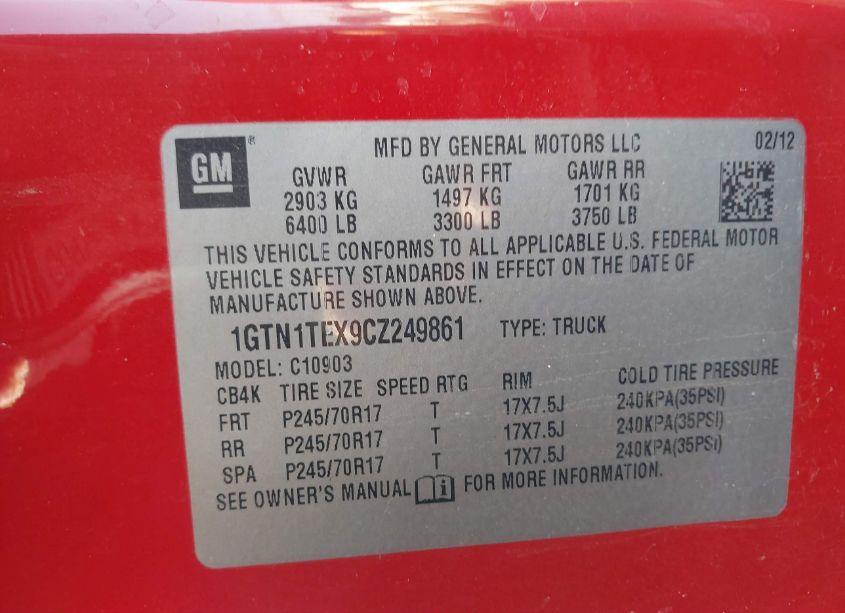 GM ® MFD BY GENERAL MOTORS LLC 02/12
GVWR GAWR FRT GAWR RR
2903 KG 1497 KG 1701 KG
6400 LB 3300 LB 3750 LB
THIS VEHICLE CONFORMS TO ALL APPLICABLE U.S. FEDERAL MOTOR
VEHICLE SAFETY STANDARDS IN EFFECT ON THE DATE OF
MANUFACTURE SHOWN ABOVE.
1GTN1TEX9CZ249861 TYPE: TRUCK
MODEL: C10903
CB4K TIRE SIZE SPEED RTG RIM COLD TIRE PRESSURE
FRT P245/70R17 T 17X7.5J 240KPA(35PSI)
RR P245/70R17 T 17X7.5J 240KPA(35PSI)
SPA P245/70R17 T 17X7.5J 240KPA(35PSI)
SEE OWNER'S MANUAL i FOR MORE INFORMATION.